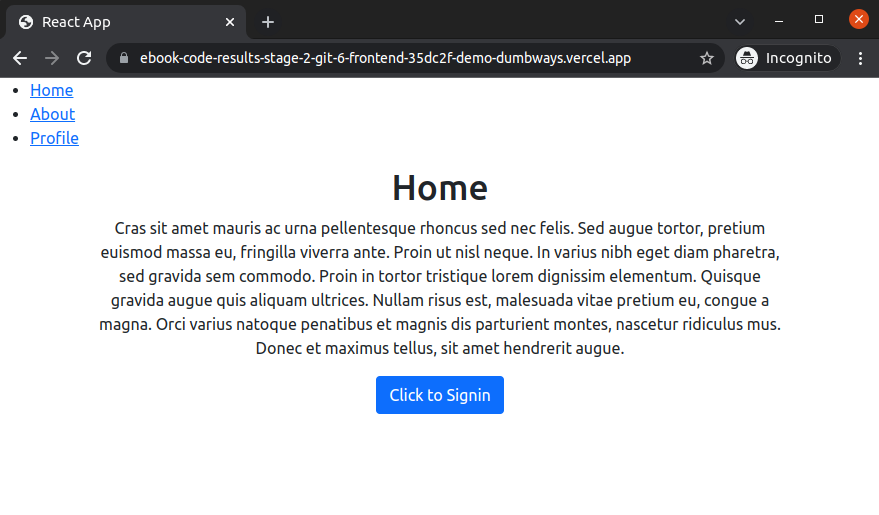 React App
ebook-code-results-stage-2-git-6-frontend-35dc2f-demo-dumbways.vercel.app
Incognito
Home
About
Profile
Home
Cras sit amet mauris ac urna pellentesque rhoncus sed nec felis. Sed augue tortor, pretium
euismod massa eu, fringilla viverra ante. Proin ut nisl neque. In varius nibh eget diam pharetra,
sed gravida sem commodo. Proin in tortor tristique lorem dignissim elementum. Quisque
gravida augue quis aliquam ultrices. Nullam risus est, malesuada vitae pretium eu, congue a
magna. Orci varius natoque penatibus et magnis dis parturient montes, nascetur ridiculus mus.
Donec et maximus tellus, sit amet hendrerit augue.
Click to Signin